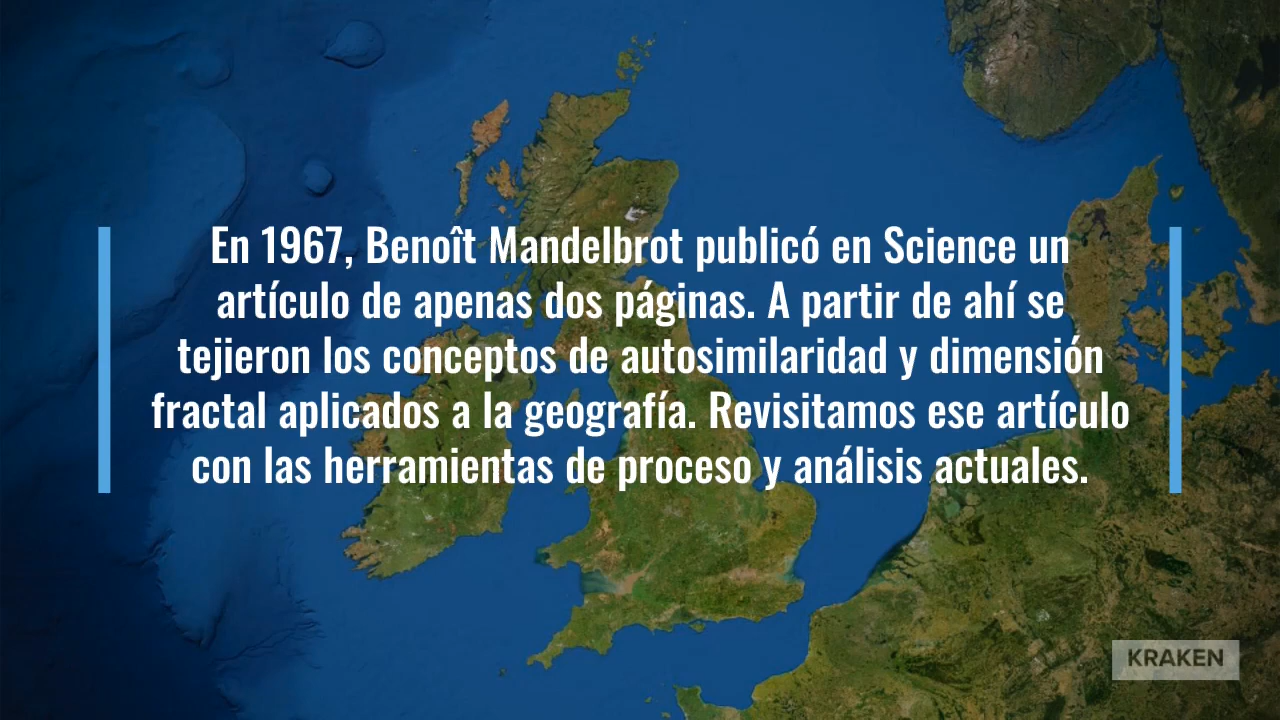 En 1967, Benoît Mandelbrot publicó en Science un
artículo de apenas dos páginas. A partir de ahí se
tejieron los conceptos de autosimilaridad y dimensión
fractal aplicados a la geografía. Revisitamos ese artículo
con las herramientas de proceso y análisis actuales.
KRAKEN